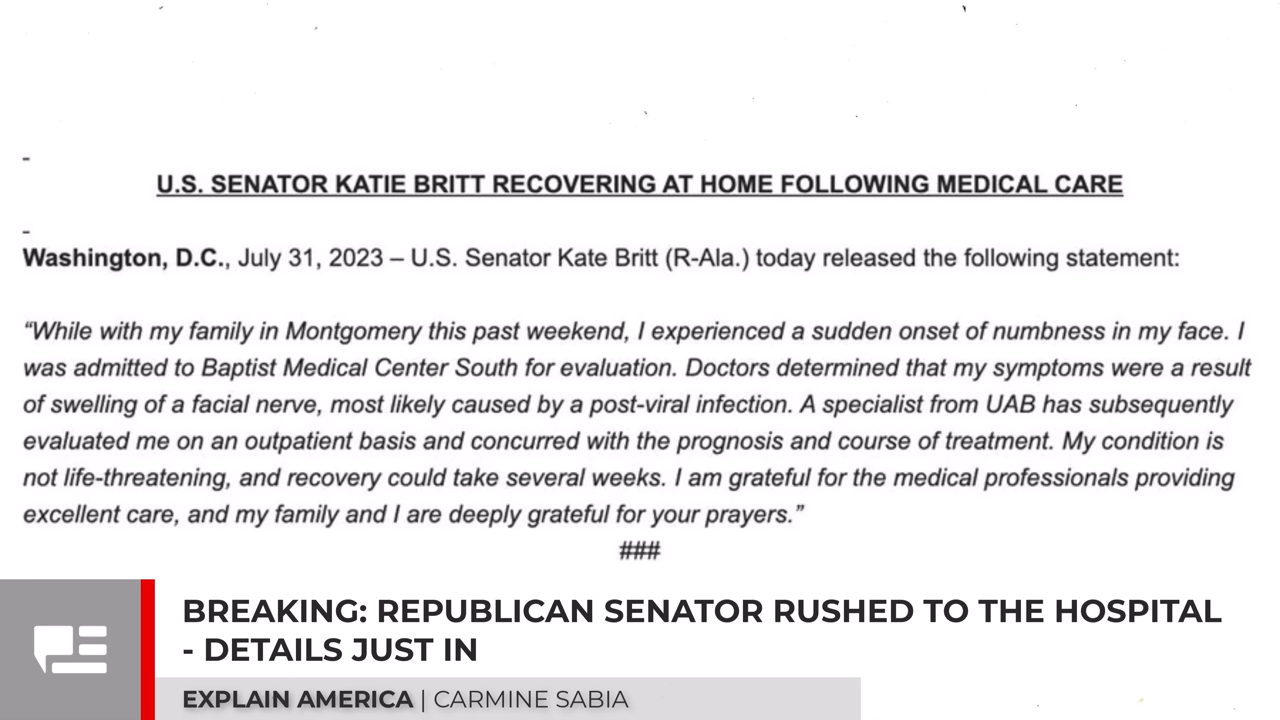 -
U.S. SENATOR KATIE BRITT RECOVERING AT HOME FOLLOWING MEDICAL CARE
-
Washington, D.C., July 31, 2023 – U.S. Senator Kate Britt (R-Ala.) today released the following statement:
“While with my family in Montgomery this past weekend, I experienced a sudden onset of numbness in my face. I
was admitted to Baptist Medical Center South for evaluation. Doctors determined that my symptoms were a result
of swelling of a facial nerve, most likely caused by a post-viral infection. A specialist from UAB has subsequently
evaluated me on an outpatient basis and concurred with the prognosis and course of treatment. My condition is
not life-threatening, and recovery could take several weeks. I am grateful for the medical professionals providing
excellent care, and my family and I are deeply grateful for your prayers.”
###
BREAKING: REPUBLICAN SENATOR RUSHED TO THE HOSPITAL
- DETAILS JUST IN
EXPLAIN AMERICA | CARMINE SABIA